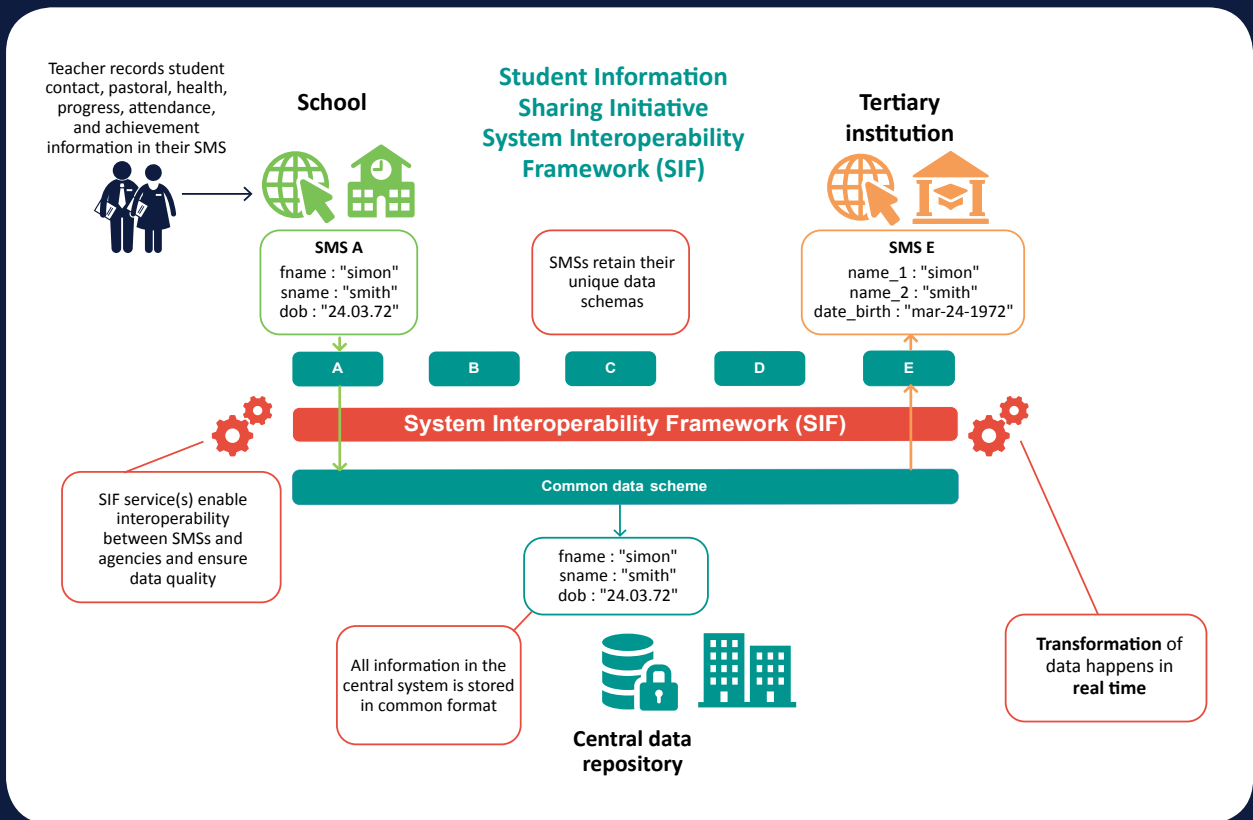 Teacher records student
contact, pastoral, health,
progress, attendance,
and achievement
information in their SMS
School
Student Information
Sharing Initiative
System Interoperability
Framework (SIF)
Tertiary
institution
SMS A
fname : "simon"
sname : "smith"
dob : "24.03.72"
SMSs retain their
unique data
schemas
SMS E
name_1 : "simon"
name_2 : "smith"
date_birth : "mar-24-1972"
A
B
C
D
E
System Interoperability Framework (SIF)
Common data scheme
SIF service(s) enable
interoperability
between SMSs and
agencies and ensure
data quality
fname : "simon"
sname : "smith"
dob : "24.03.72"
All information in the
central system is stored
in common format
Transformation of
data happens in
real time
Central data
repository